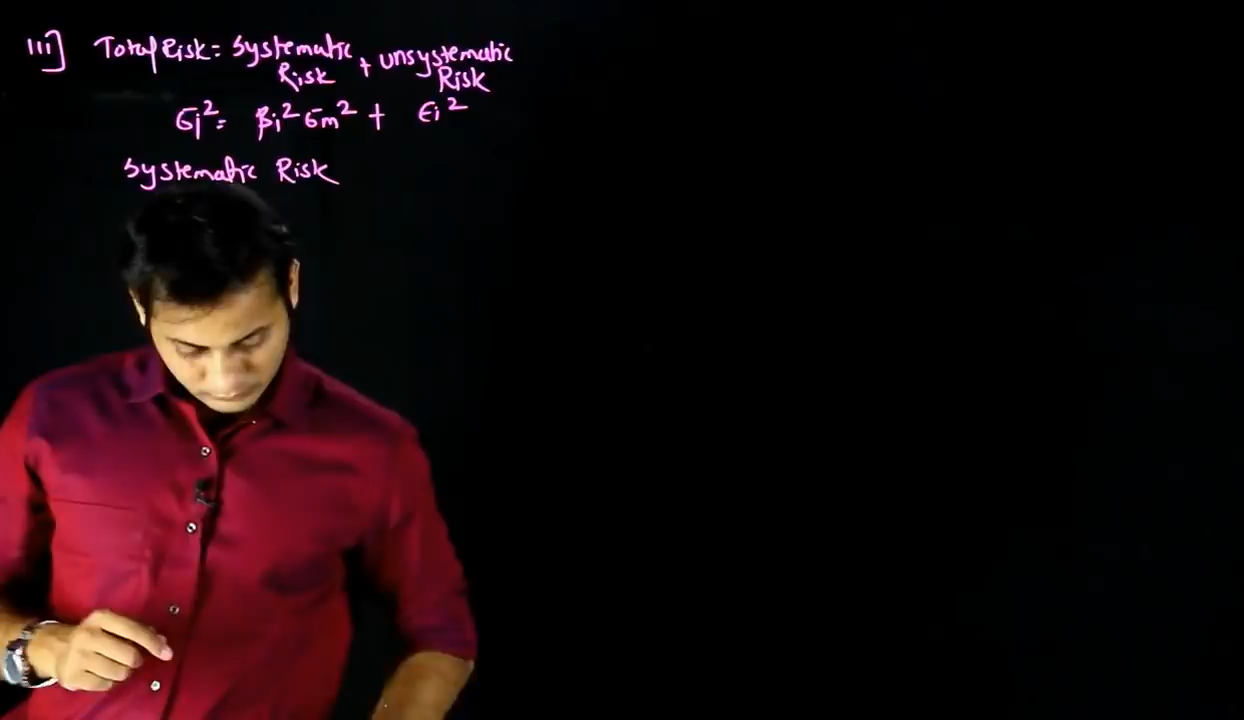 III] Total Risk = Systematic Risk + unsystematic Risk
σi² = βi² σm² + εi²
Systematic Risk